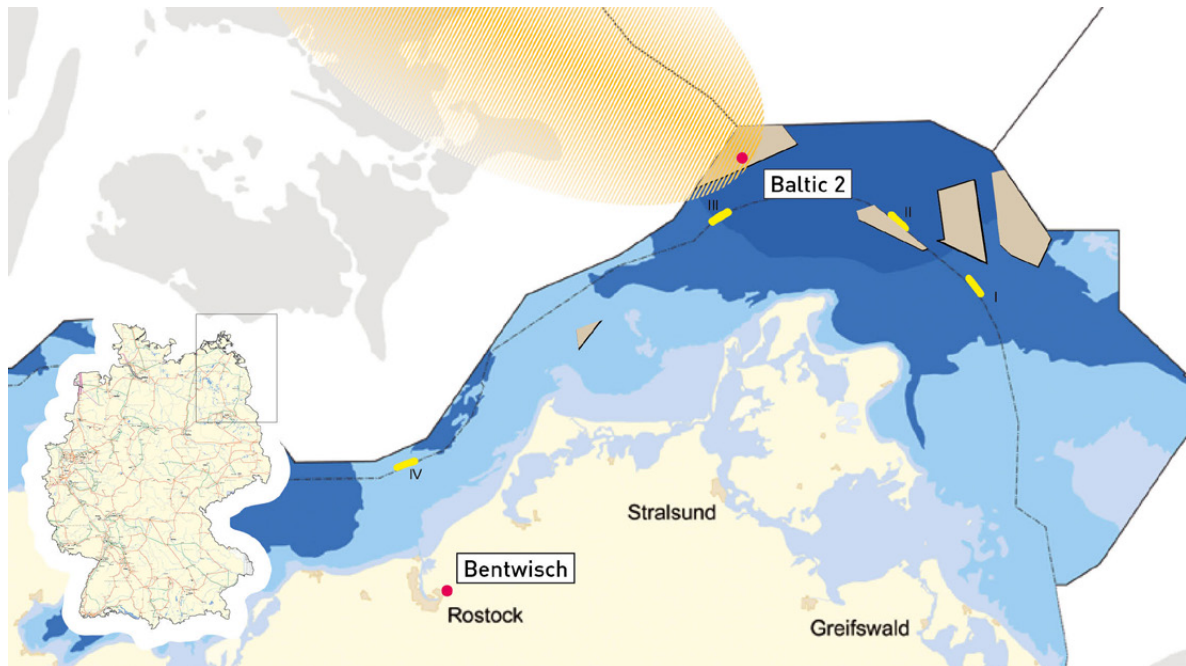 Baltic 2
III
II
I
IV
Stralsund
Bentwisch
Rostock
Greifswald